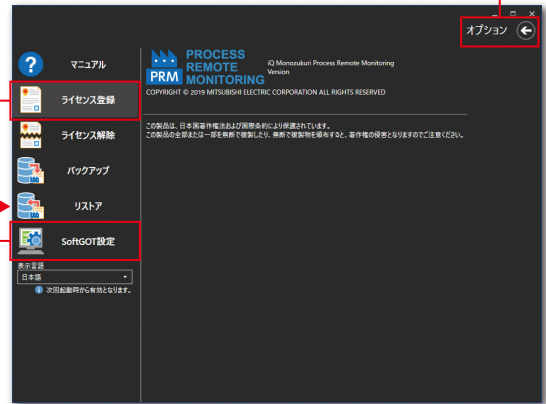 オプション
マニュアル
ライセンス登録
ライセンス解除
バックアップ
リストア
SoftGOT設定
表示言語
日本語
次回起動時から有効となります。
PRM
PROCESS
REMOTE
MONITORING
iQ Monozukuri Process Remote Monitoring
Version
COPYRIGHT © 2019 MITSUBISHI ELECTRIC CORPORATION ALL RIGHTS RESERVED
この製品は、日本国著作権法および国際条約により保護されています。
この製品の全部または一部を無断で複製したり、無断で複製物を頒布すると、著作権の侵害となりますのでご注意ください。